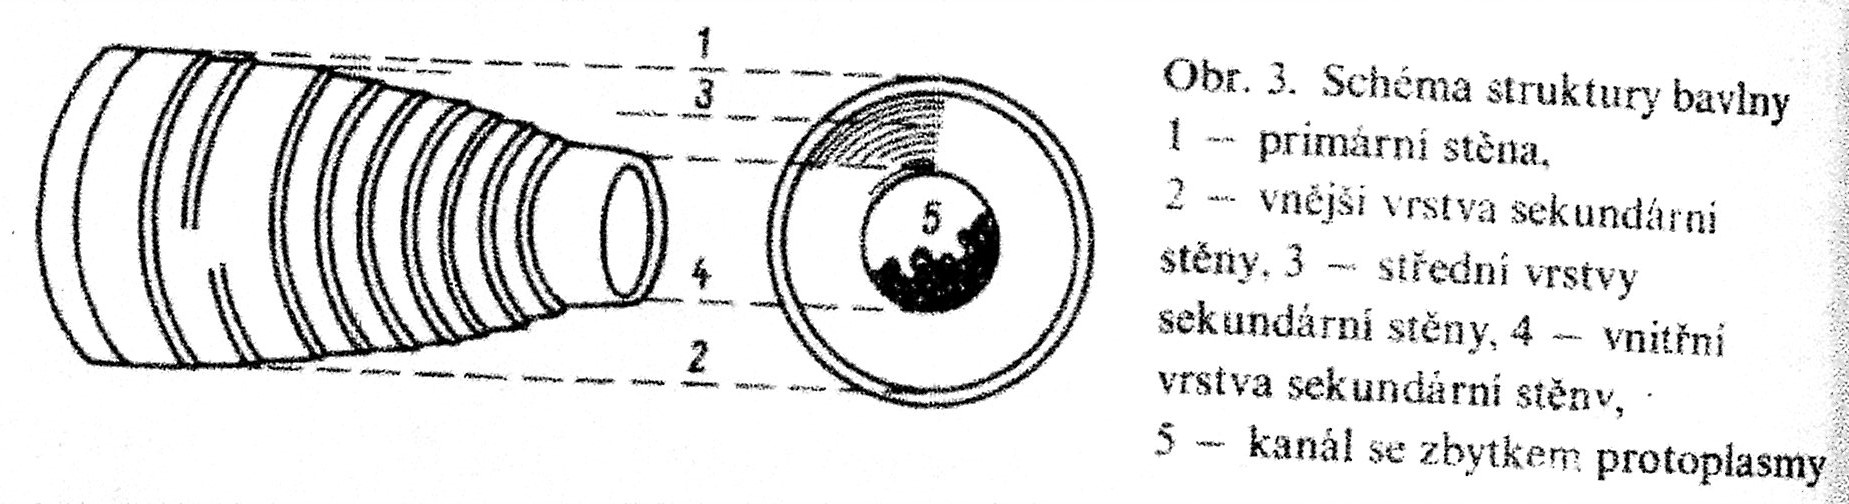 1
3
5
4
2
Obr. 3. Schéma struktury bavlny
1 — primární stěna,
2 — vnější vrstva sekundární
stěny, 3 — střední vrstvy
sekundární stěny, 4 — vnitřní
vrstva sekundární stěny,
5 — kanál se zbytkem protoplasmy